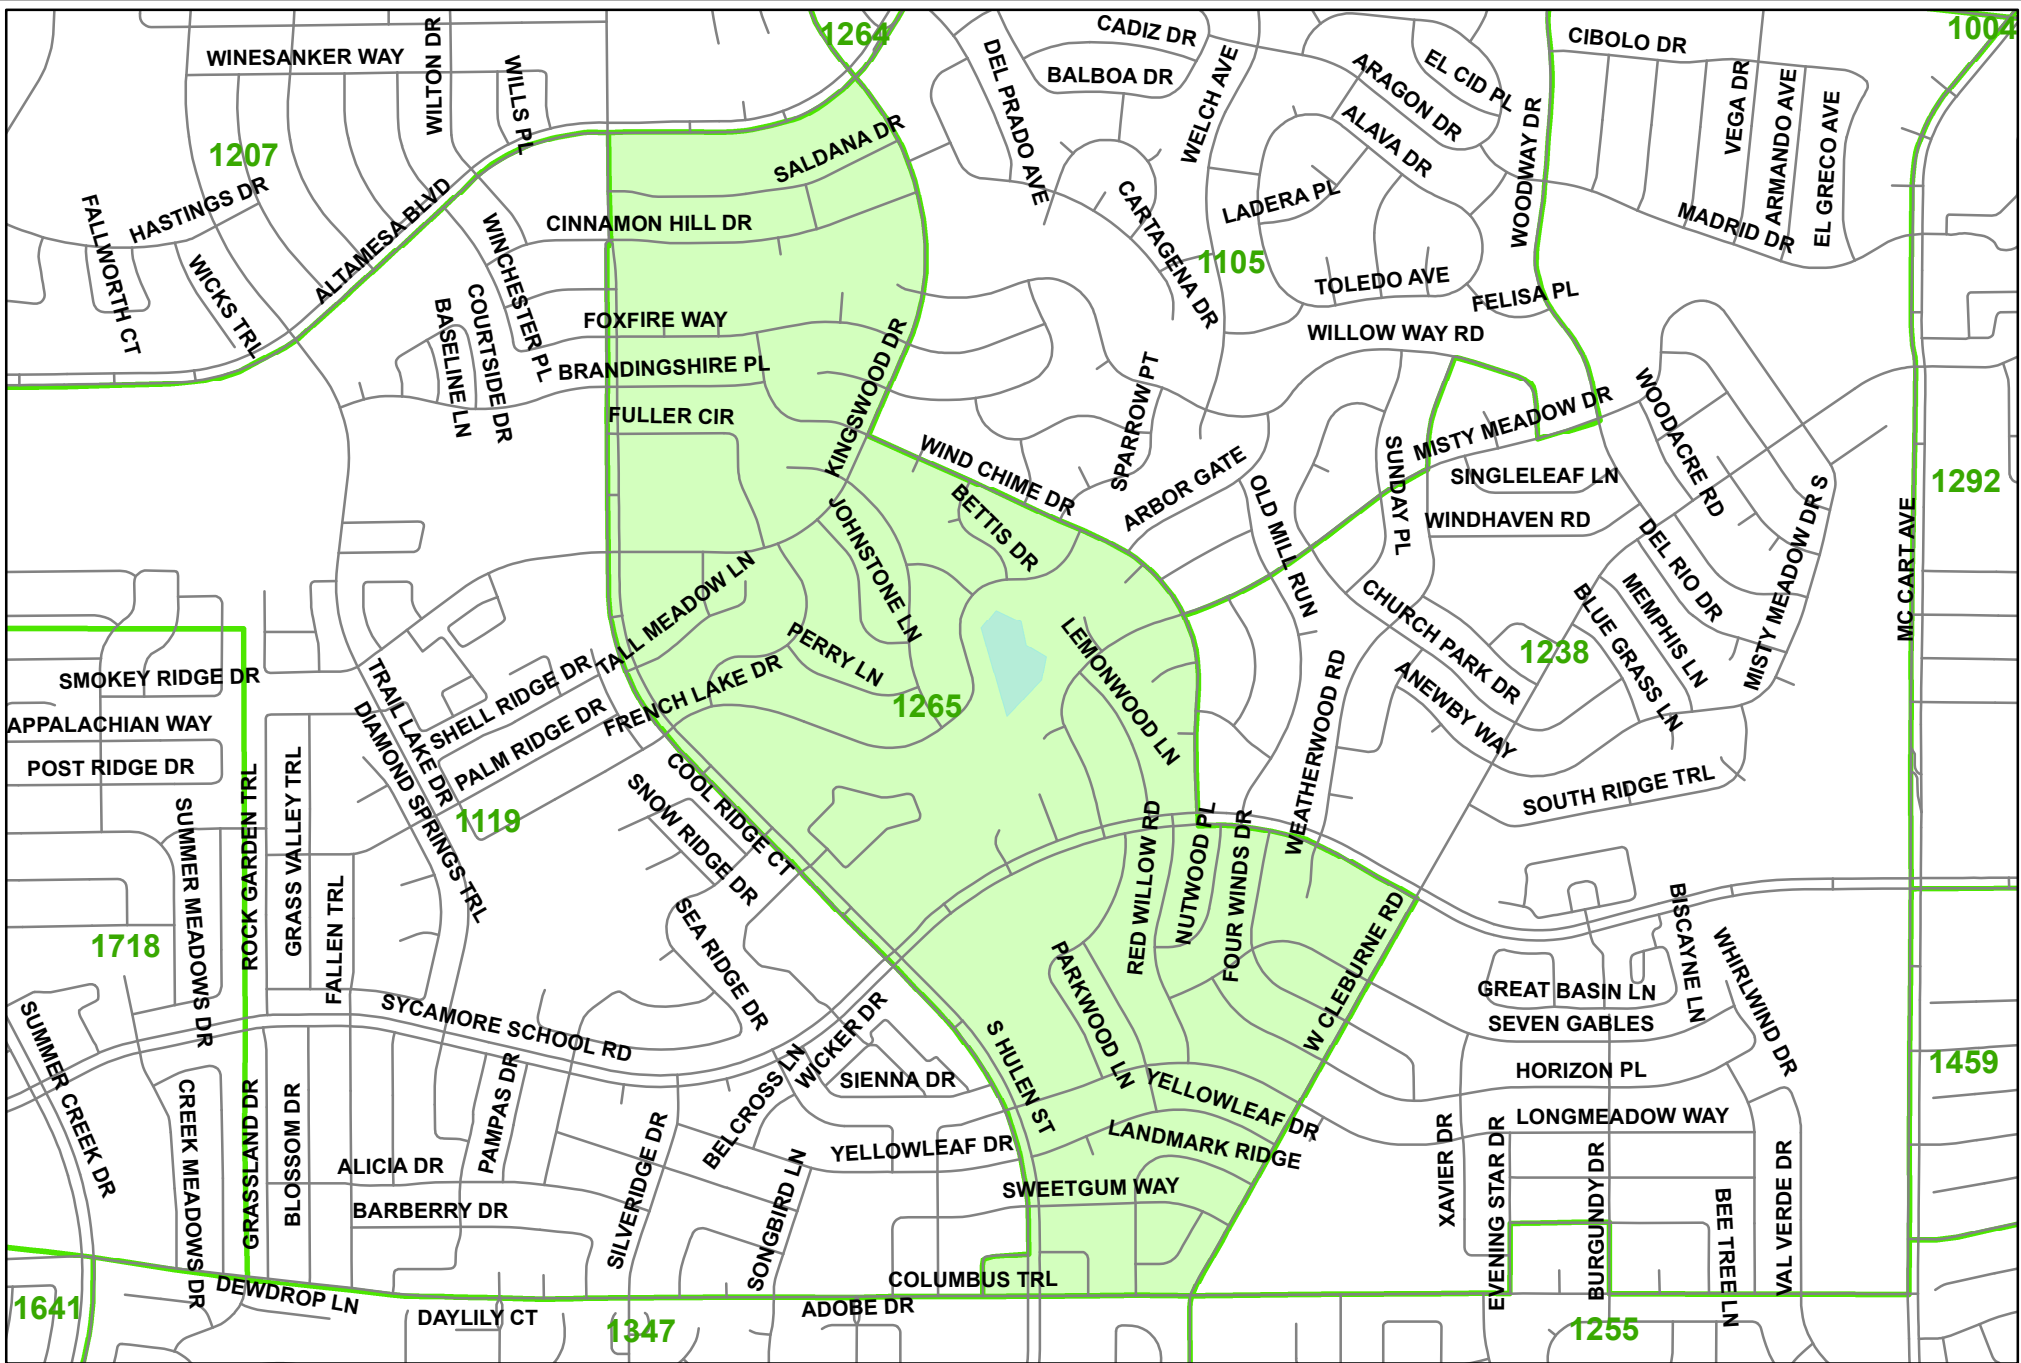 1264
1004
CADIZ DR
CIBOLO DR
WINESANKER WAY
WILTON DR
WILLS PL
DEL PRADO AVE
BALBOA DR
WELCH AVE
ARAGON DR
EL CID PL
WOODWAY DR
VEGA DR
ARMANDO AVE
EL GRECO AVE
1207
SALDANA DR
ALAVA DR
HASTINGS DR
FALLWORTH CT
WICKS TRL
ALTAMESA BLVD
WINCHESTER PL
CINNAMON HILL DR
CARTAGENA DR
LADERA PL
MADRID DR
1105
TOLEDO AVE
FELISA PL
BASELINE LN
COURTSIDE DR
FOXFIRE WAY
WILLOW WAY RD
BRANDINGSHIRE PL
KINGSWOOD DR
FULLER CIR
SPARROW PT
MISTY MEADOW DR
WOODACRE RD
WIND CHIME DR
ARBOR GATE
SUNDAY PL
SINGLELEAF LN
1292
BETTIS DR
OLD MILL RUN
WINDHAVEN RD
JOHNSTONE LN
DEL RIO DR
MISTY MEADOW DR S
MC CART AVE
TALL MEADOW LN
CHURCH PARK DR
BLUE GRASS LN
MEMPHIS LN
PERRY LN
LEMONWOOD LN
1238
SMOKEY RIDGE DR
TRAIL LAKE DR
SHELL RIDGE DR
FRENCH LAKE DR
WEATHERWOOD RD
ANEWBY WAY
1265
APPALACHIAN WAY
DIAMOND SPRINGS TRL
PALM RIDGE DR
POST RIDGE DR
ROCK GARDEN TRL
GRASS VALLEY TRL
COOL RIDGE CT
SNOW RIDGE DR
SOUTH RIDGE TRL
1119
SUMMER MEADOWS DR
RED WILLOW RD
NUTWOOD PL
FOUR WINDS DR
FALLEN TRL
SEA RIDGE DR
BISCAYNE LN
1718
PARKWOOD LN
W CLEBURNE RD
WHIRLWIND DR
GREAT BASIN LN
SUMMER CREEK DR
SYCAMORE SCHOOL RD
WICKER DR
S HULEN ST
SEVEN GABLES
1459
CREEK MEADOWS DR
GRASSLAND DR
BLOSSOM DR
PAMPAS DR
BELCROSS LN
SIENNA DR
HORIZON PL
YELLOWLEAF DR
LONGMEADOW WAY
SILVERIDGE DR
YELLOWLEAF DR
LANDMARK RIDGE
XAVIER DR
EVENING STAR DR
BURGUNDY DR
VAL VERDE DR
ALICIA DR
SONGBIRD LN
SWEETGUM WAY
BARBERRY DR
BEE TREE LN
COLUMBUS TRL
1641
DEWDROP LN
DAYLILY CT
ADOBE DR
1347
1255